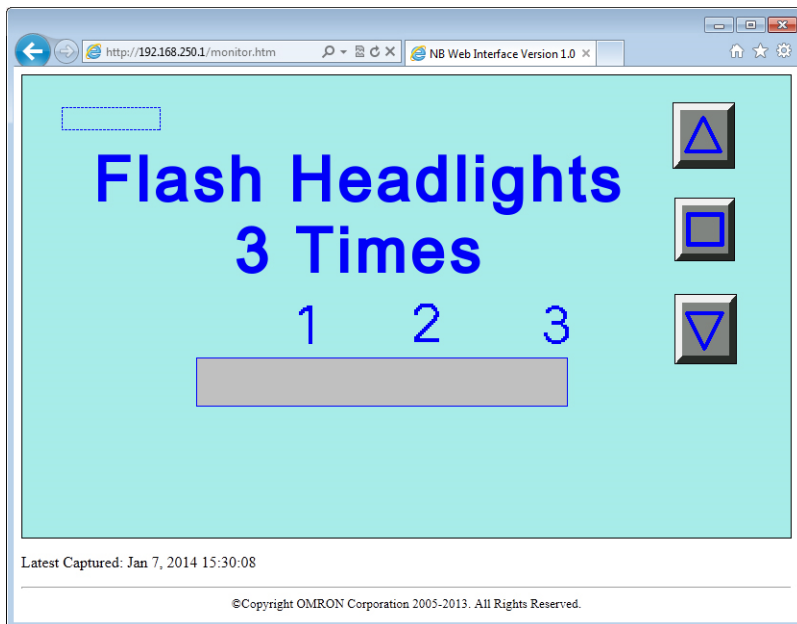 http://192.168.250.1/monitor.htm
NB Web Interface Version 1.0
Flash Headlights
3 Times
1 2 3
Latest Captured: Jan 7, 2014 15:30:08
©Copyright OMRON Corporation 2005-2013. All Rights Reserved.